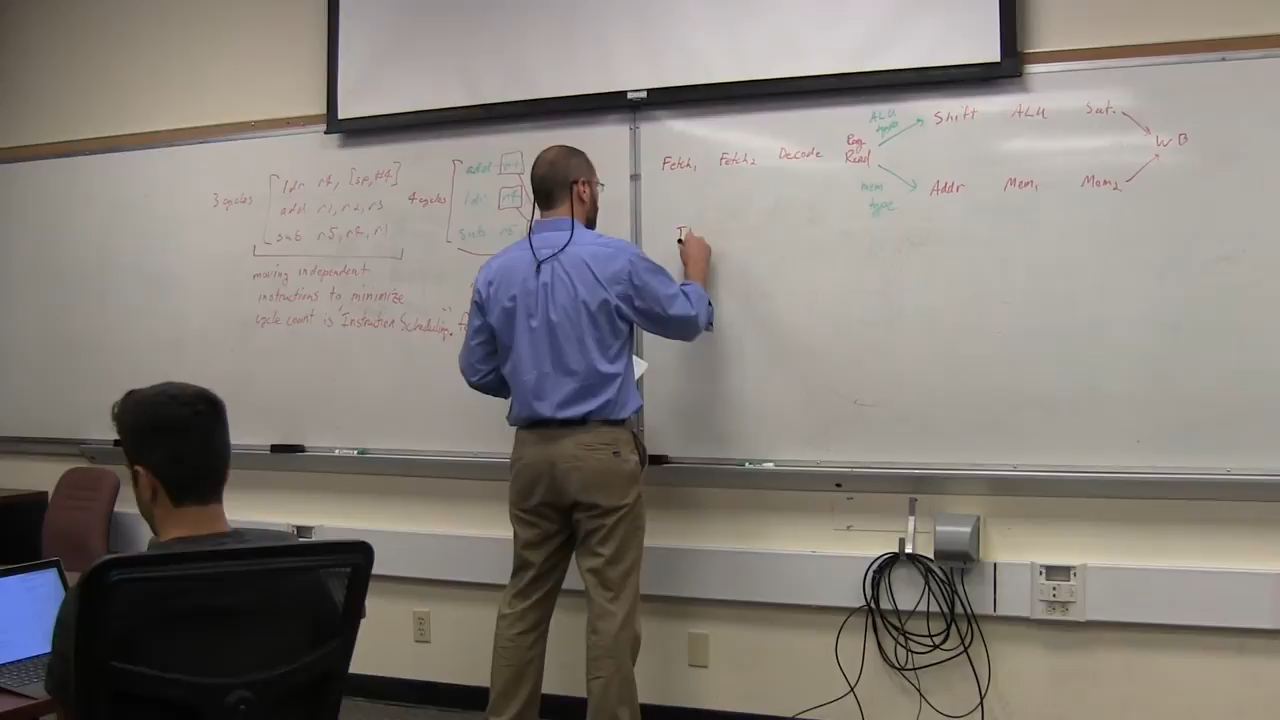 3 cycles
ldr r4, [sp, #4]
add r1, r2, r3
sub r5, r4, r1
moving independent
instructions to minimize
cycle count is "Instruction Scheduling".
4 cycles
add
ldr r4
sub r5
Fetch1 Fetch2 Decode Reg Read
ALU type
Shift ALU Sat.
mem type
Addr Mem1 Mem2
WB
I